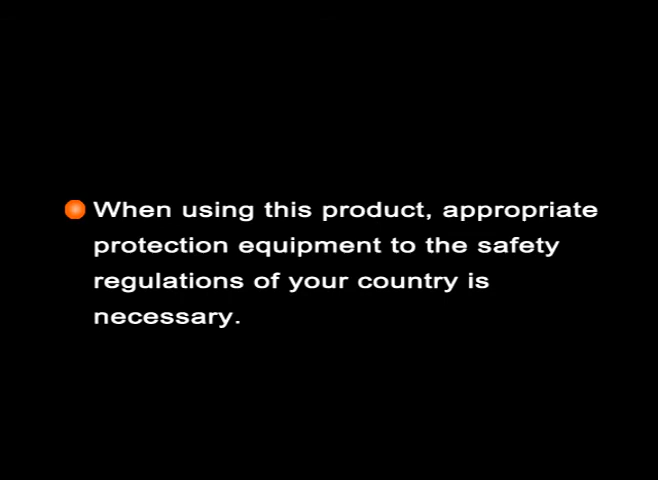 When using this product, appropriate
protection equipment to the safety
regulations of your country is
necessary.